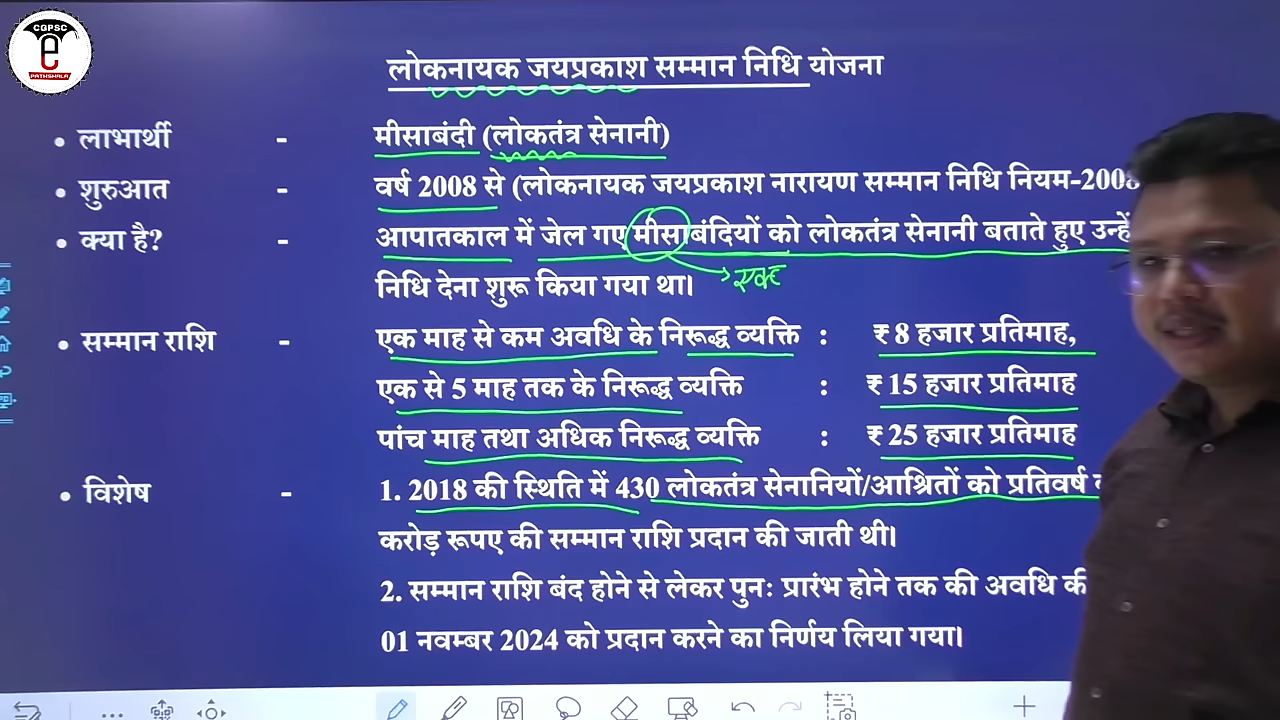 CGPSC
e
PATHSHALA
लोकनायक जयप्रकाश सम्मान निधि योजना
• लाभार्थी - मीसाबंदी (लोकतंत्र सेनानी)
• शुरुआत - वर्ष 2008 से (लोकनायक जयप्रकाश नारायण सम्मान निधि नियम-2008
• क्या है? - आपातकाल में जेल गए मीसाबंदियों को लोकतंत्र सेनानी बताते हुए उन्हें
निधि देना शुरू किया गया था।
• सम्मान राशि - एक माह से कम अवधि के निरूद्ध व्यक्ति : ₹ 8 हजार प्रतिमाह,
एक से 5 माह तक के निरूद्ध व्यक्ति : ₹ 15 हजार प्रतिमाह
पांच माह तथा अधिक निरूद्ध व्यक्ति : ₹ 25 हजार प्रतिमाह
• विशेष - 1. 2018 की स्थिति में 430 लोकतंत्र सेनानियों/आश्रितों को प्रतिवर्ष
करोड़ रूपए की सम्मान राशि प्रदान की जाती थी।
2. सम्मान राशि बंद होने से लेकर पुनः प्रारंभ होने तक की अवधि की
01 नवम्बर 2024 को प्रदान करने का निर्णय लिया गया।